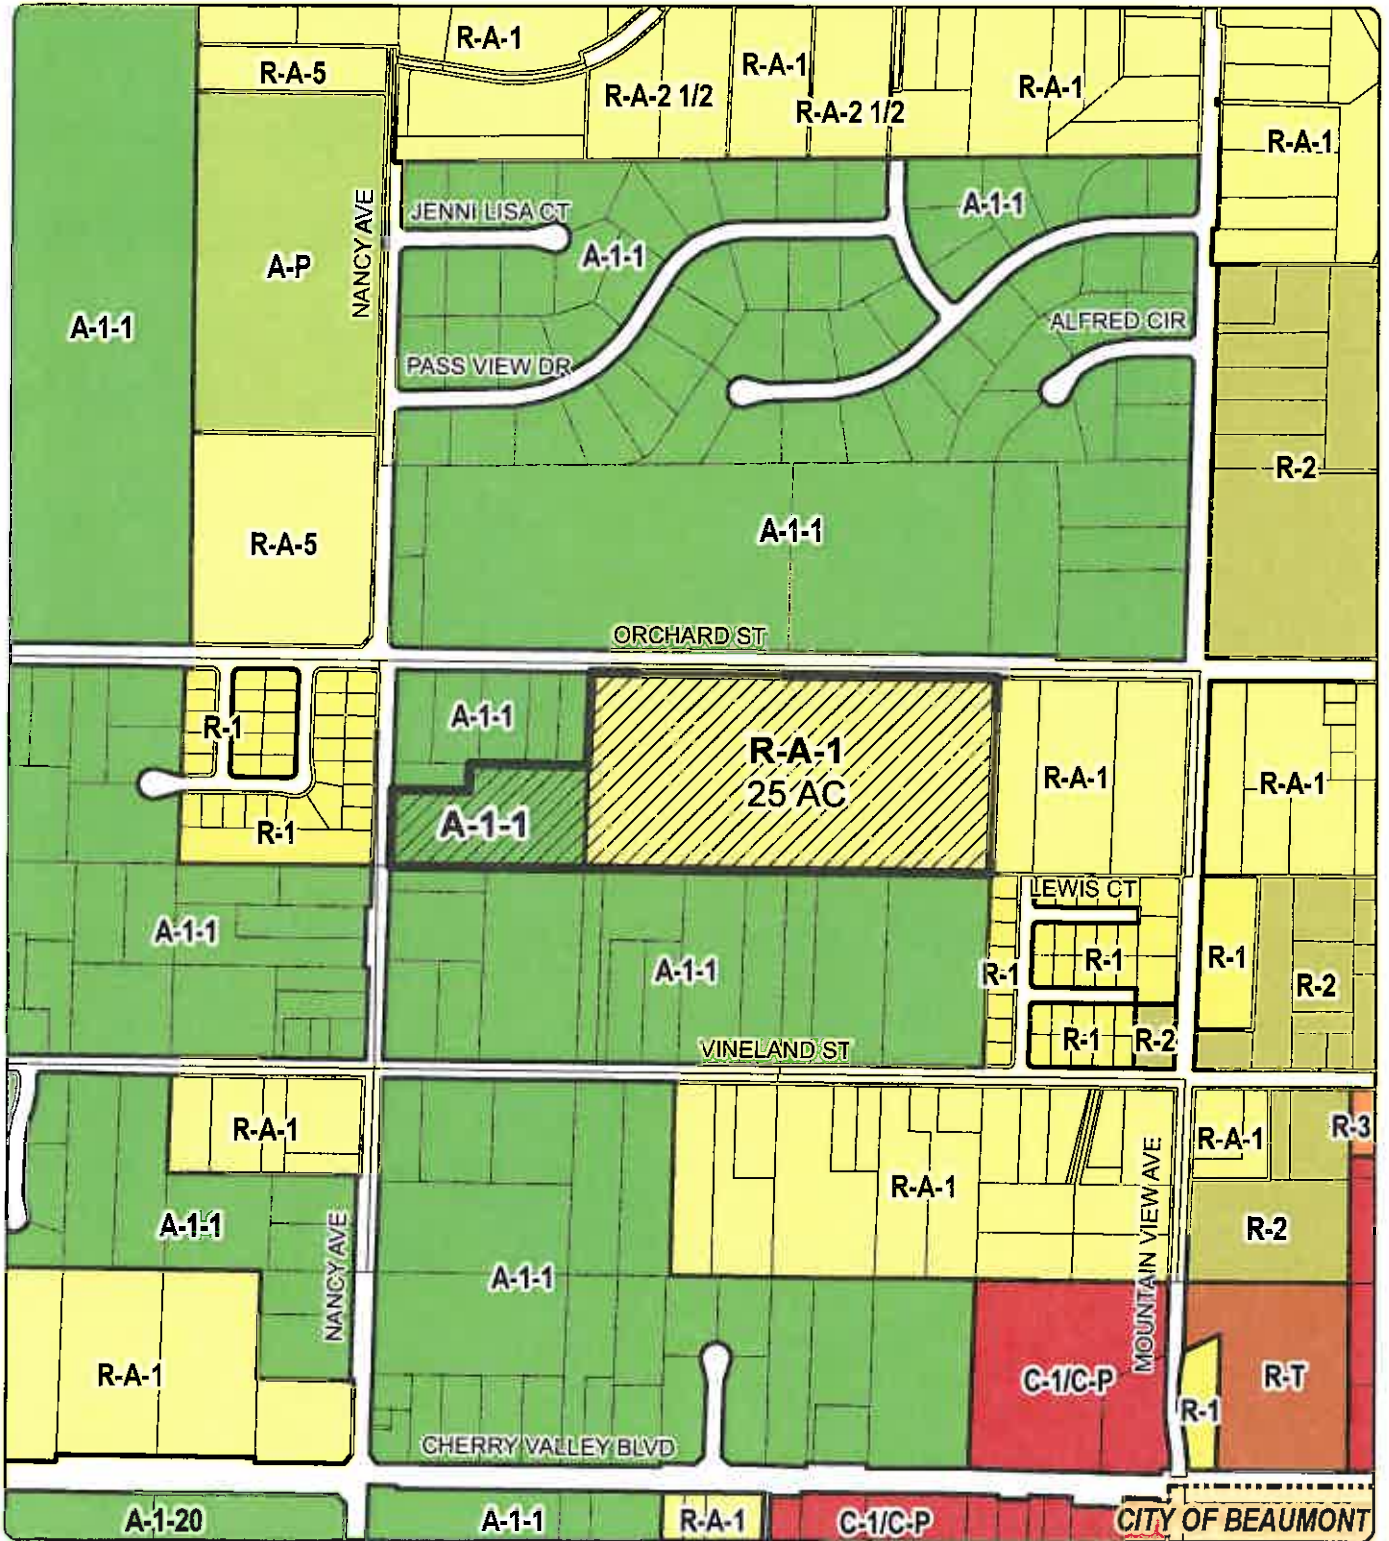 R-A-1
R-A-5
R-A-2 1/2
R-A-1
R-A-2 1/2
R-A-1
R-A-1
A-1-1
A-P
NANCY AVE
JENNI LISA CT
A-1-1
A-1-1
PASS VIEW DR
ALFRED CIR
R-2
R-A-5
A-1-1
ORCHARD ST
R-1
R-1
A-1-1
A-1-1
R-A-1
25 AC
R-A-1
R-A-1
A-1-1
A-1-1
R-1
LEWIS CT
R-1
R-1
R-2
R-1
R-2
VINELAND ST
R-A-1
A-1-1
NANCY AVE
A-1-1
R-A-1
MOUNTAIN VIEW AVE
R-A-1
R-3
R-2
R-A-1
C-1/C-P
R-1
R-T
CHERRY VALLEY BLVD
A-1-20
A-1-1
R-A-1
C-1/C-P
CITY OF BEAUMONT